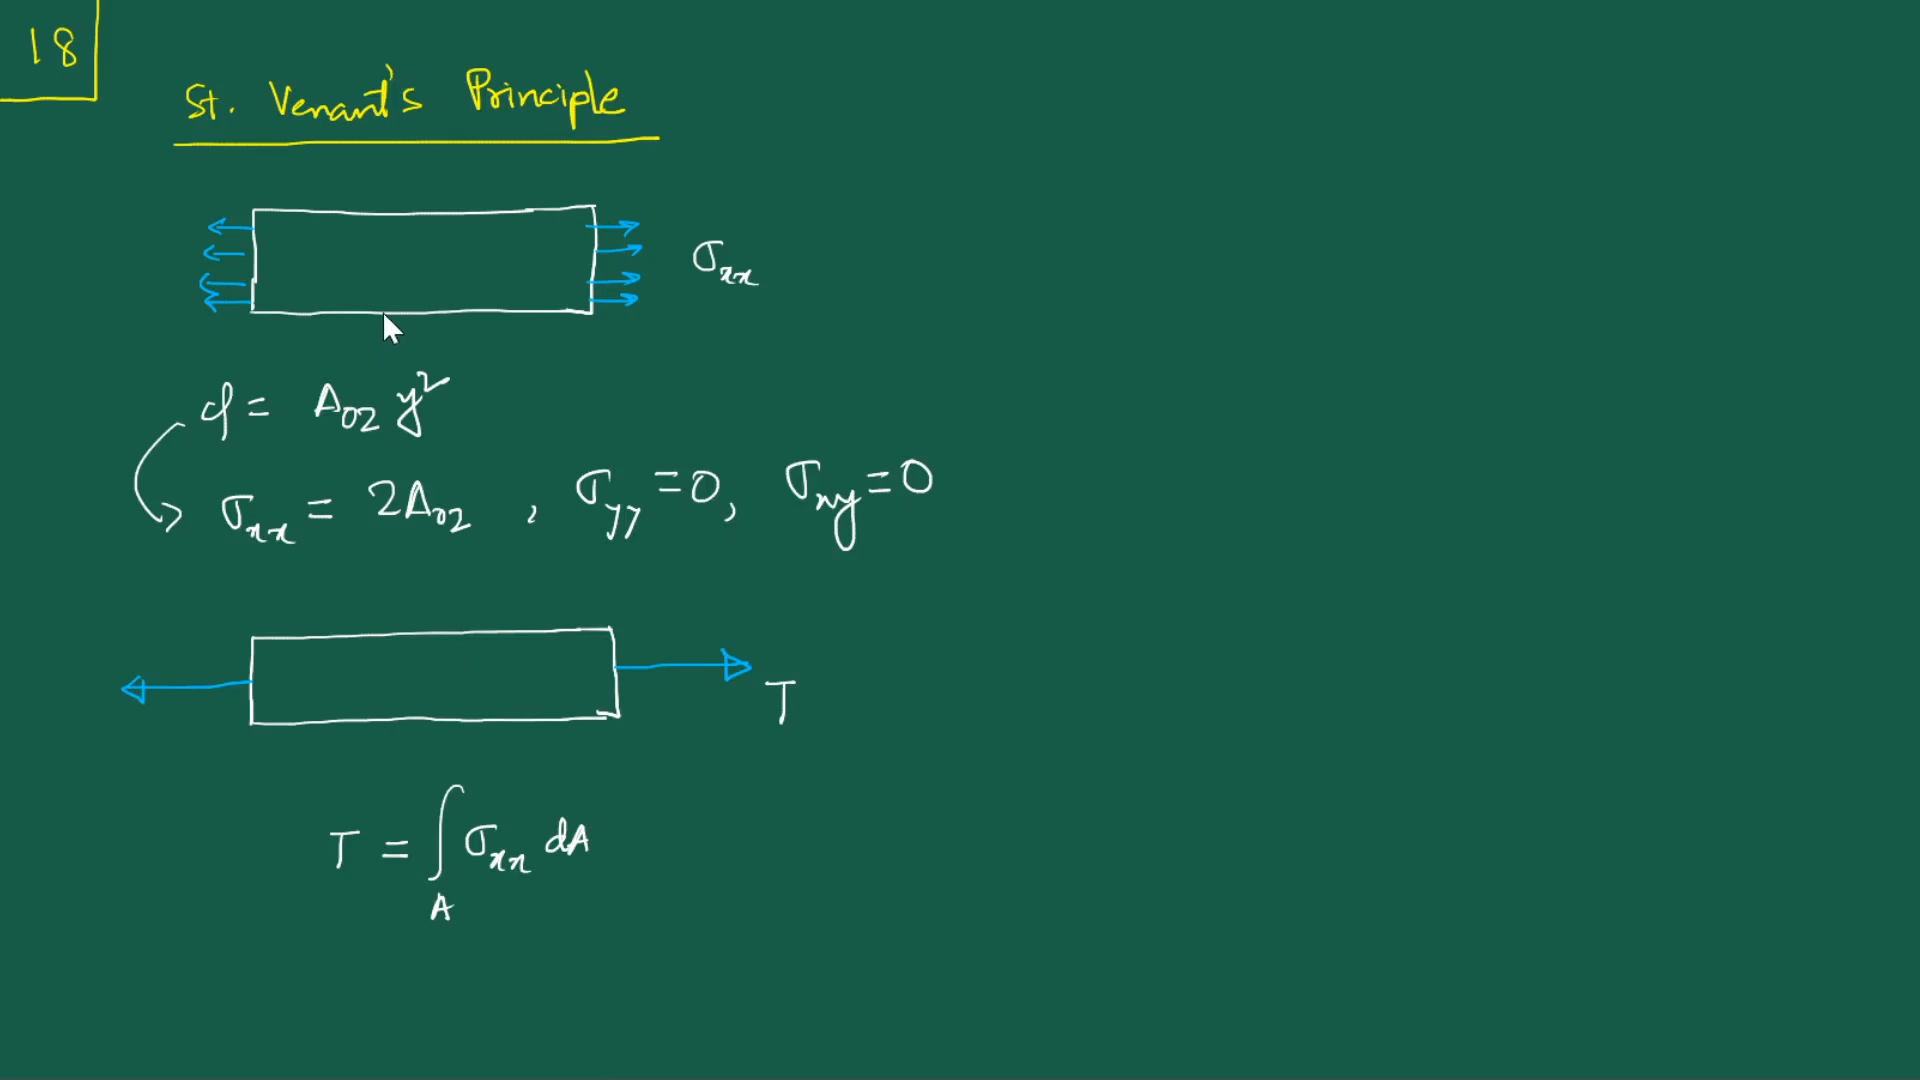 18
St. Venant's Principle
σxx
φ = A02 y²
σxx = 2A02 , σyy = 0, σxy = 0
T
T = ∫A σxx dA